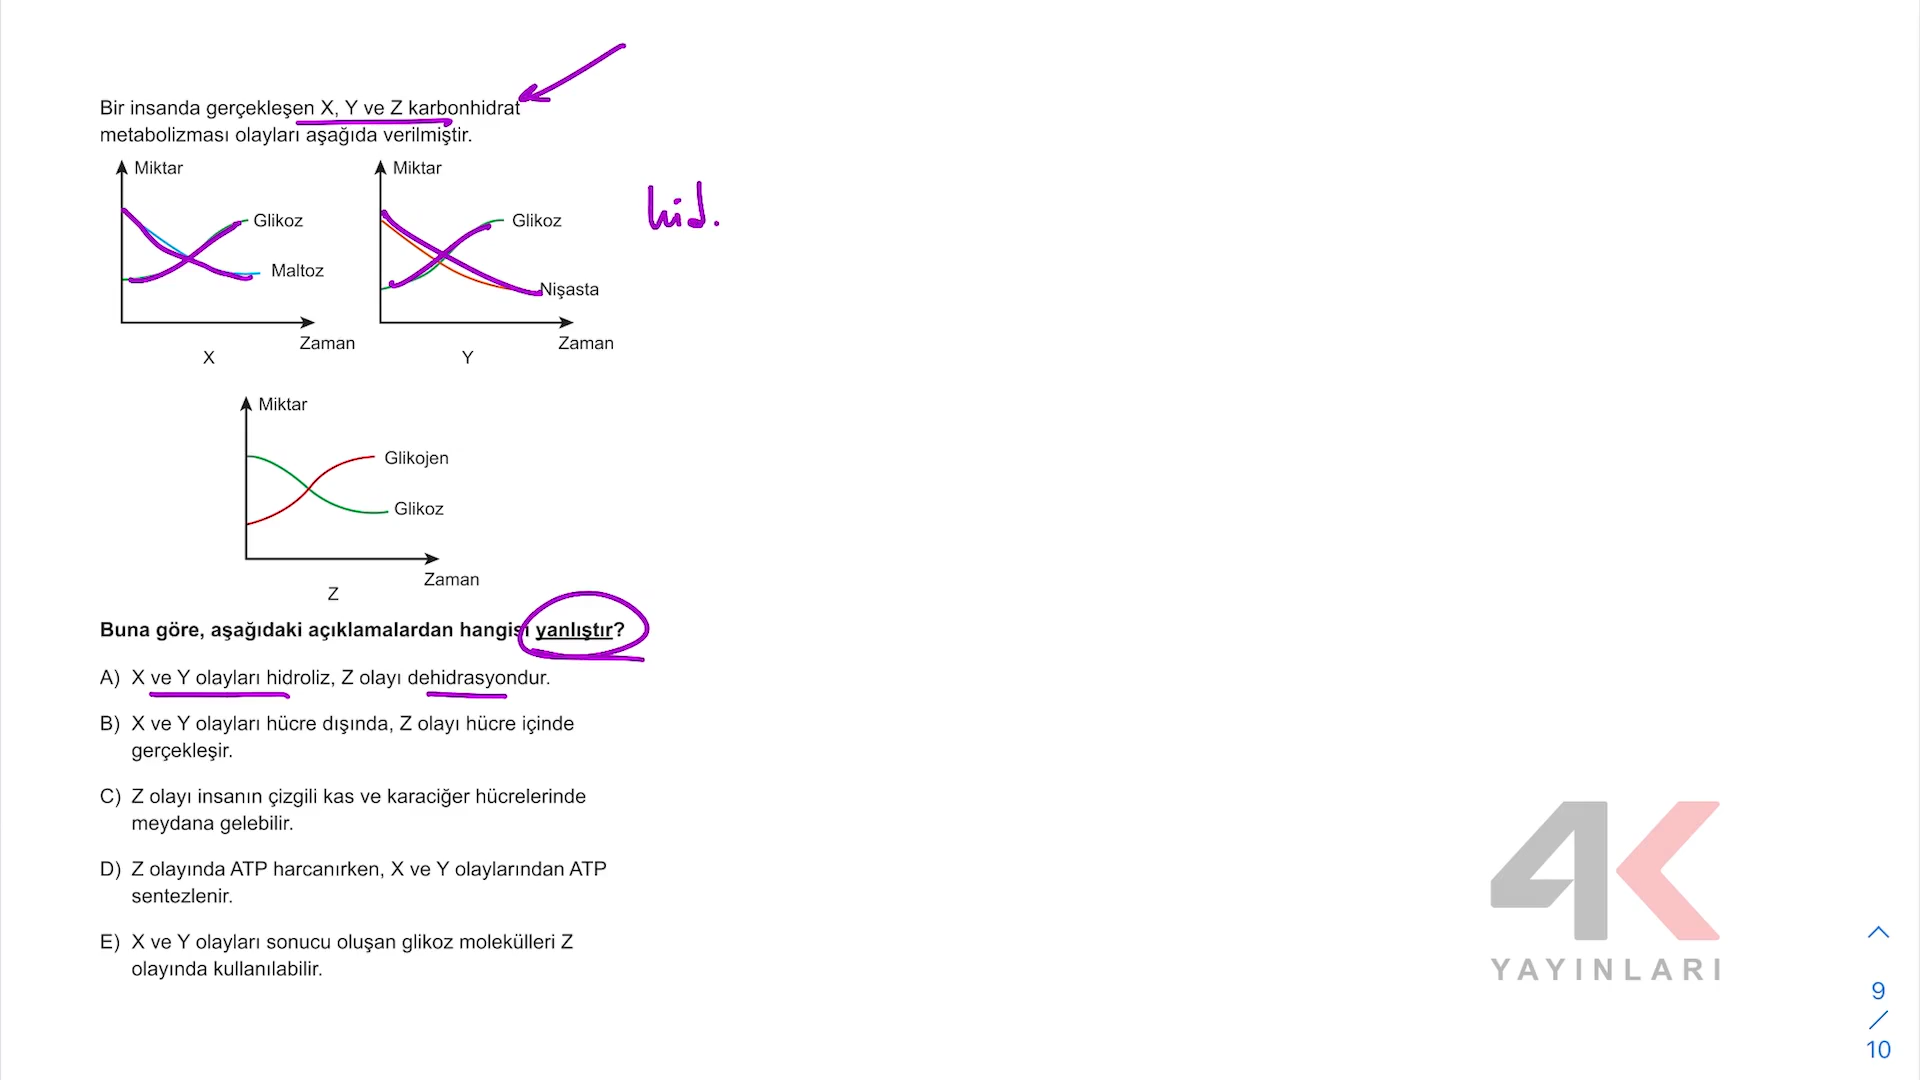 Bir insanda gerçekleşen X, Y ve Z karbonhidrat
metabolizması olayları aşağıda verilmiştir.
Miktar
Glikoz
Maltoz
Zaman
X
Miktar
Glikoz
Nişasta
Zaman
Y
hid.
Miktar
Glikojen
Glikoz
Zaman
Z
Buna göre, aşağıdaki açıklamalardan hangisi yanlıştır?
A) X ve Y olayları hidroliz, Z olayı dehidrasyondur.
B) X ve Y olayları hücre dışında, Z olayı hücre içinde
gerçekleşir.
C) Z olayı insanın çizgili kas ve karaciğer hücrelerinde
meydana gelebilir.
D) Z olayında ATP harcanırken, X ve Y olaylarından ATP
sentezlenir.
E) X ve Y olayları sonucu oluşan glikoz molekülleri Z
olayında kullanılabilir.
4K
YAYINLARI
9
/
10